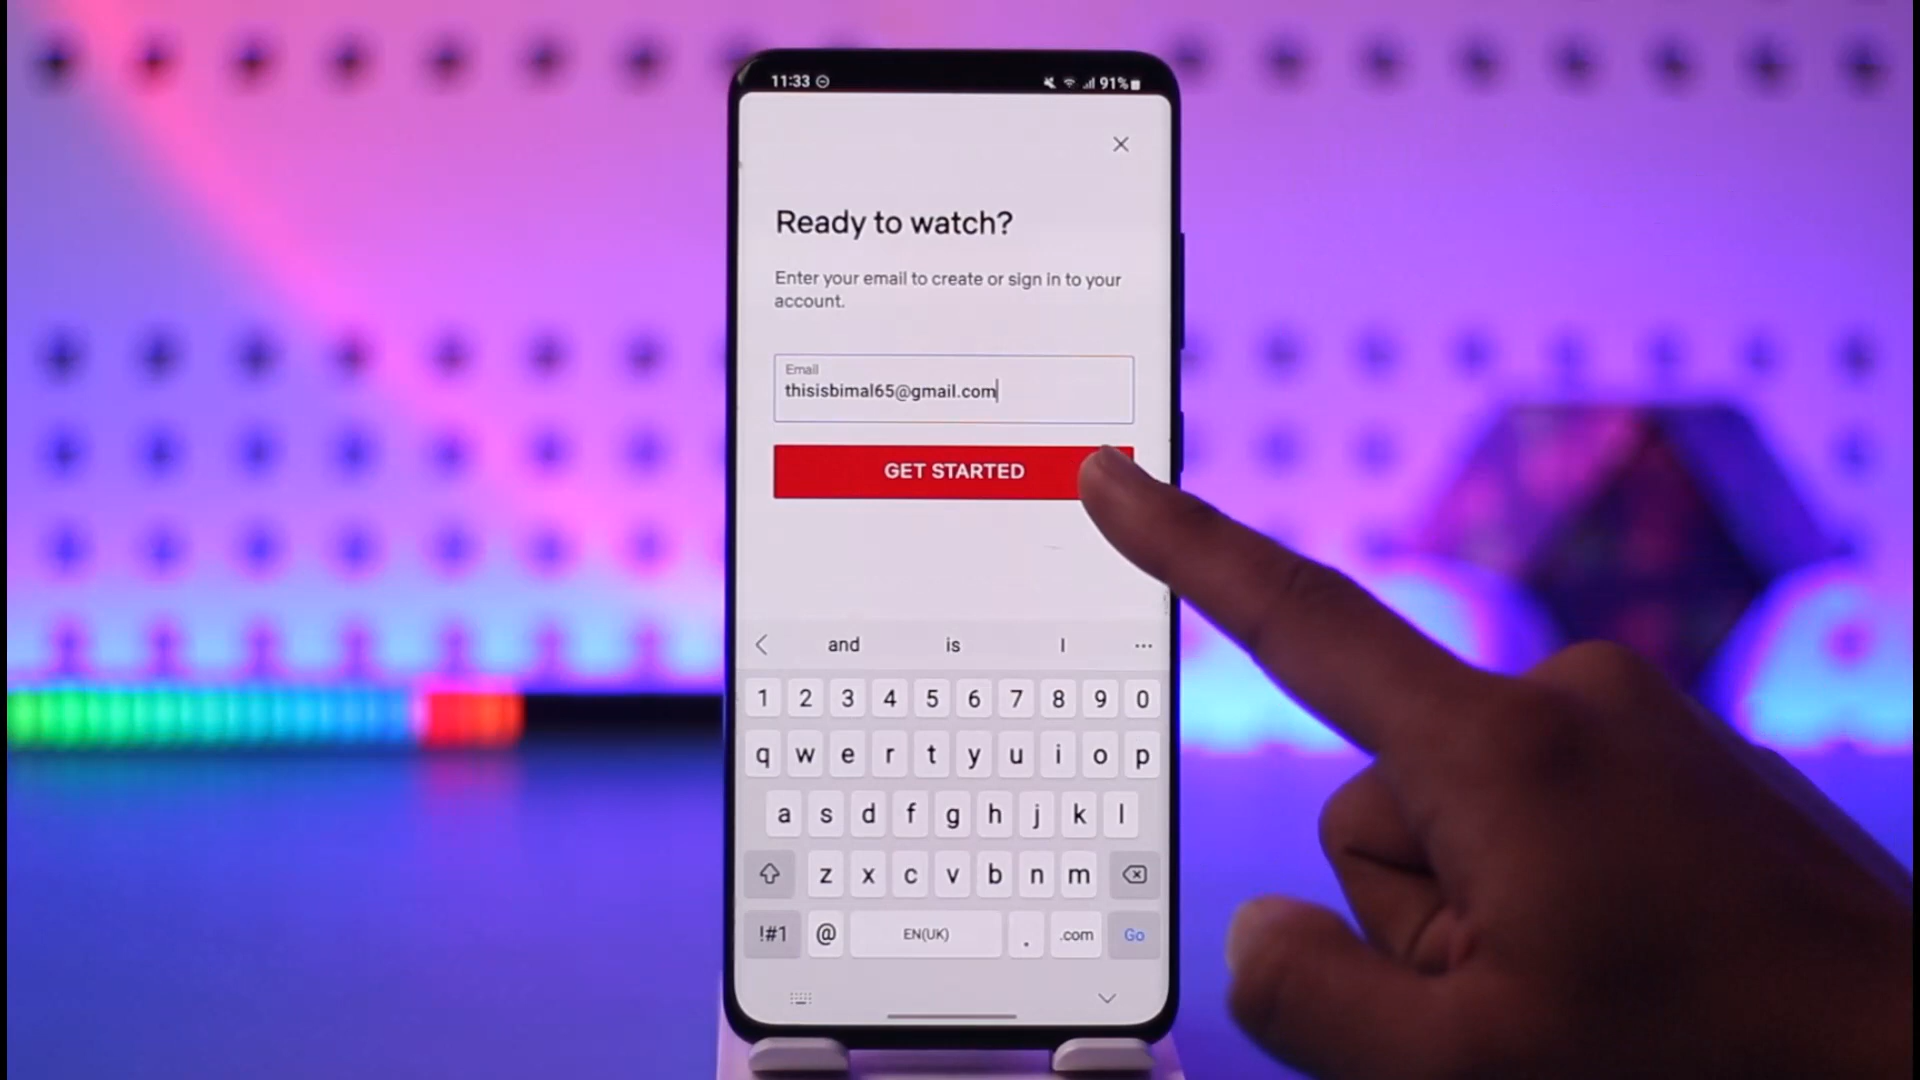 11:33
91%
Ready to watch?
Enter your email to create or sign in to your
account.
Email
thisisbimal65@gmail.com
GET STARTED
and is I
1 2 3 4 5 6 7 8 9 0
q w e r t y u i o p
a s d f g h j k l
z x c v b n m
!#1 @ EN(UK) . .com Go